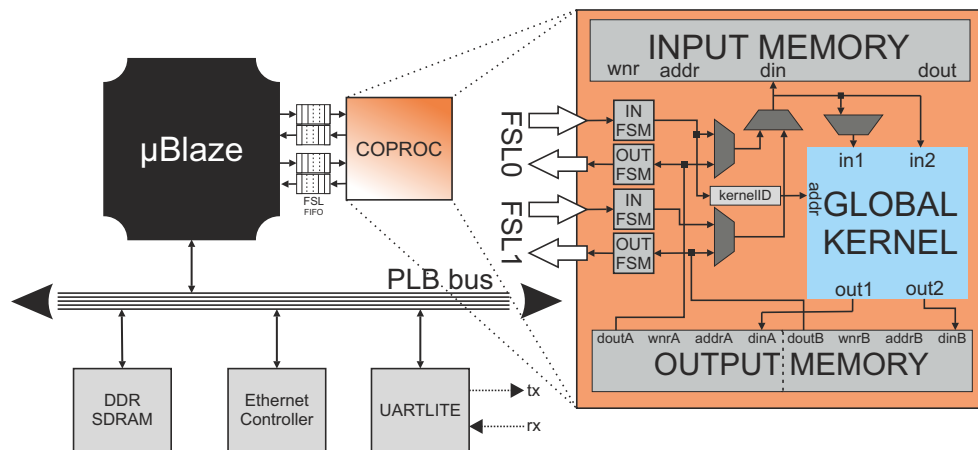 μBlaze
FSL
FIFO
COPROC
PLB bus
DDR
SDRAM
Ethernet
Controller
UARTLITE
tx
rx
INPUT MEMORY
wnr addr din dout
FSL0
FSL1
IN
FSM
OUT
FSM
IN
FSM
OUT
FSM
kernelID
in1 in2
addr
GLOBAL
KERNEL
out1 out2
doutA wnrA addrA dinA doutB wnrB addrB dinB
OUTPUT MEMORY